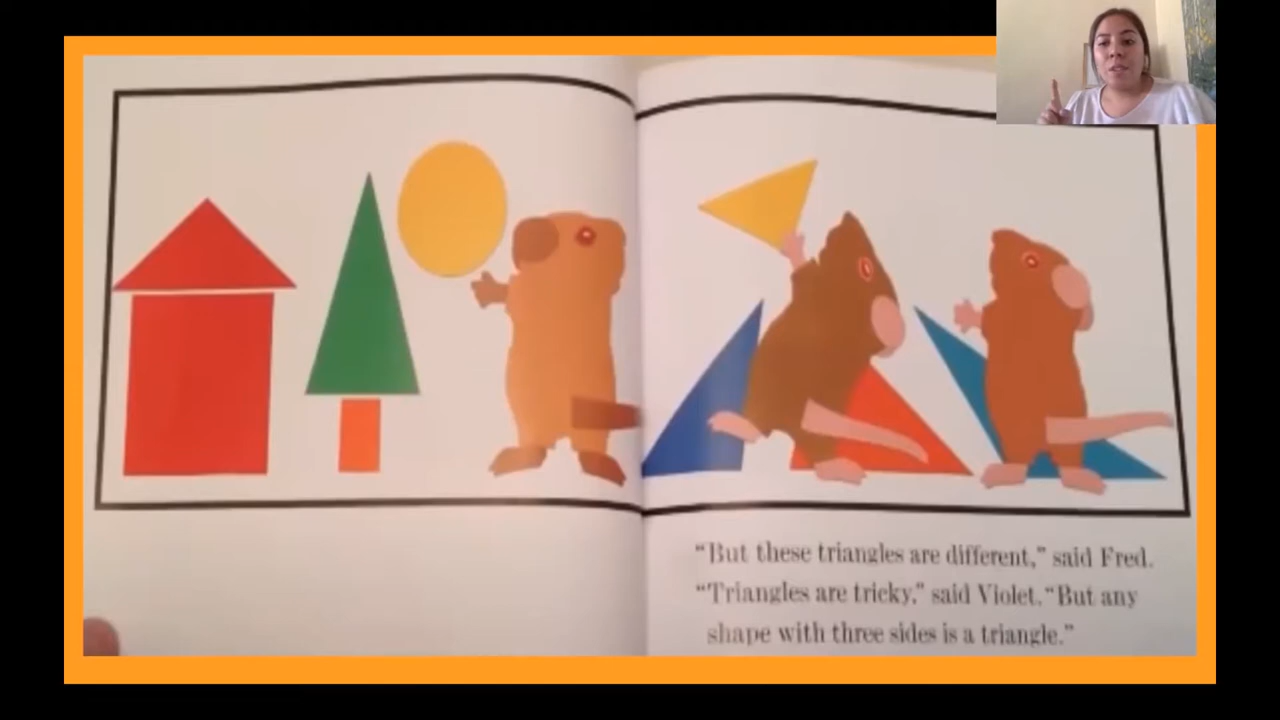 “But these triangles are different,” said Fred.
“Triangles are tricky,” said Violet. “But any
shape with three sides is a triangle.”